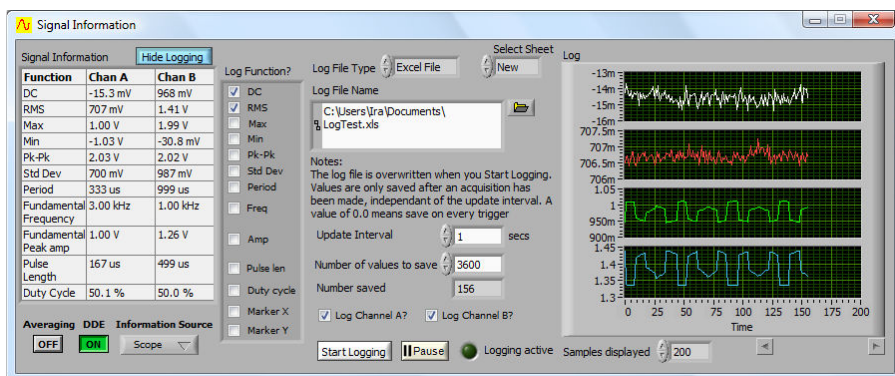 Signal Information
Signal Information Hide Logging
Function Chan A Chan B
DC -15.3 mV 968 mV
RMS 707 mV 1.41 V
Max 1.00 V 1.99 V
Min -1.03 V -30.8 mV
Pk-Pk 2.03 V 2.02 V
Std Dev 700 mV 987 mV
Period 333 us 999 us
Fundamental Frequency 3.00 kHz 1.00 kHz
Fundamental Peak amp 1.00 V 1.26 V
Pulse Length 167 us 499 us
Duty Cycle 50.1 % 50.0 %
Averaging DDE Information Source
OFF ON Scope
Log Function?
DC
RMS
Max
Min
Pk-Pk
Std Dev
Period
Freq
Amp
Pulse len
Duty cycle
Marker X
Marker Y
Select Sheet
Log File Type Excel File New
Log File Name
C:\Users\Ira\Documents\
LogTest.xls
Notes:
The log file is overwritten when you Start Logging.
Values are only saved after an acquisition has
been made, independant of the update interval. A
value of 0.0 means save on every trigger
Update Interval 1 secs
Number of values to save 3600
Number saved 156
Log Channel A? Log Channel B?
Start Logging Pause Logging active
Log
-13m
-14m
-15m
-16m
707.5m
707m
706.5m
706m
1.05
1
950m
900m
1.45
1.4
1.35
1.3
0 25 50 75 100 125 150 175 200
Time
Samples displayed 200